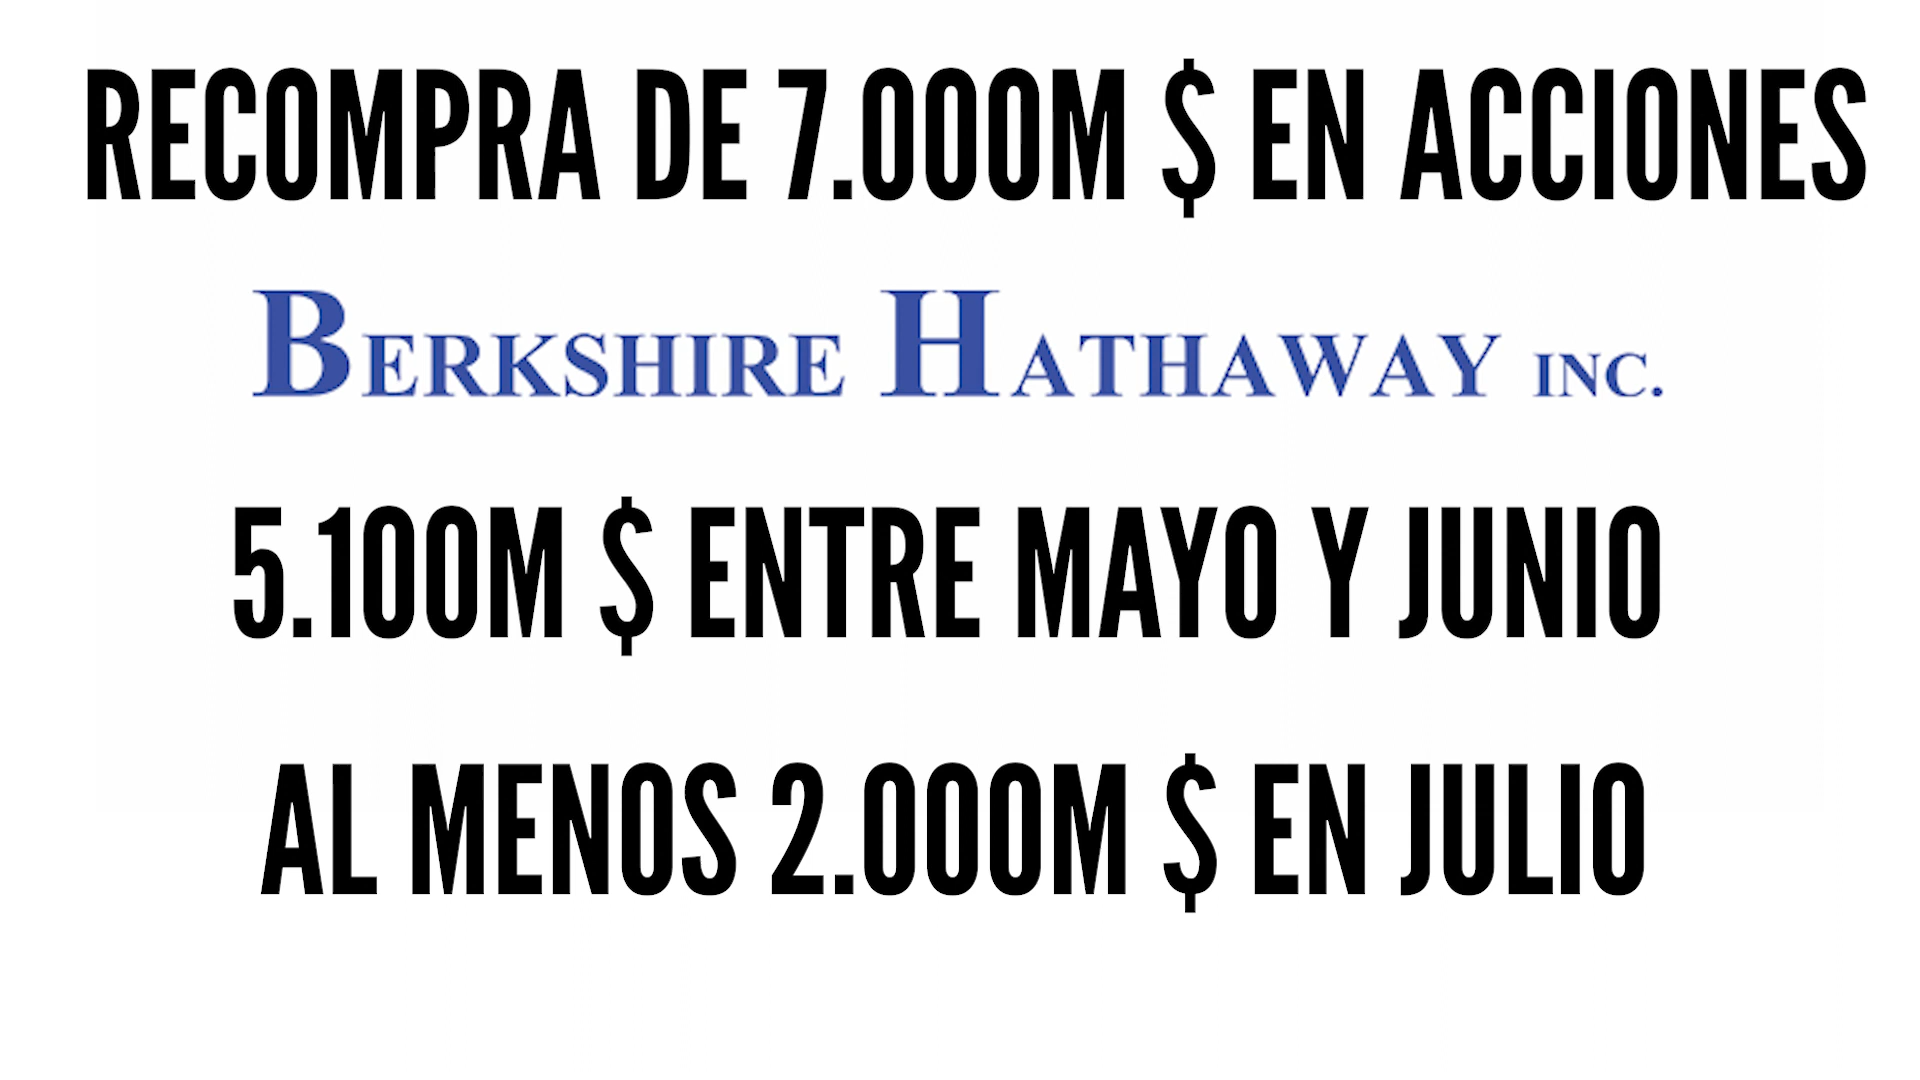 RECOMPRA DE 7.000M $ EN ACCIONES
BERKSHIRE HATHAWAY INC.
5.100M $ ENTRE MAYO Y JUNIO
AL MENOS 2.000M $ EN JULIO